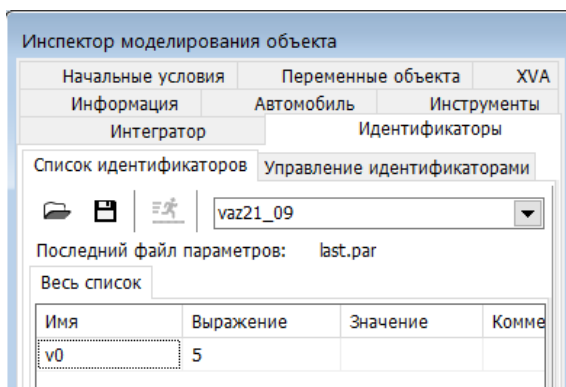 Инспектор моделирования объекта
Начальные условия Переменные объекта XVA
Информация Автомобиль Инструменты
Интегратор Идентификаторы
Список идентификаторов Управление идентификаторами
vaz21_09
Последний файл параметров: last.par
Весь список
Имя Выражение Значение Комме
v0 5